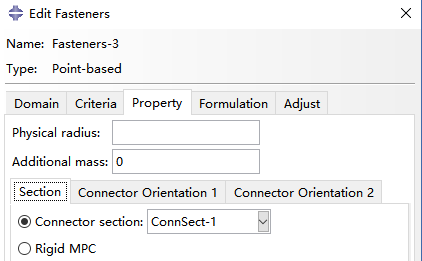 Edit Fasteners
Name: Fasteners-3
Type: Point-based
Domain Criteria Property Formulation Adjust
Physical radius:
Additional mass: 0
Section Connector Orientation 1 Connector Orientation 2
Connector section: ConnSect-1
Rigid MPC